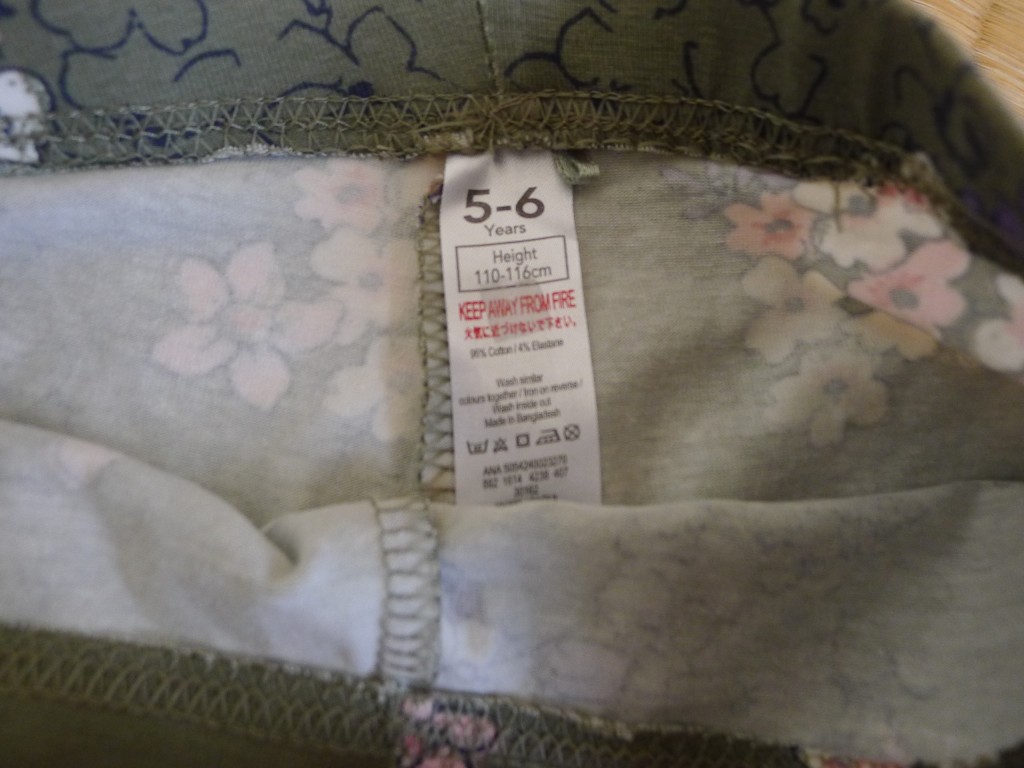 5-6
Years
Height
110-116cm
KEEP AWAY FROM FIRE
火気に近づけないで下さい。
96% Cotton / 4% Elastane
Wash similar
colours together / Iron on reverse /
Wash inside out
Made in Bangladesh